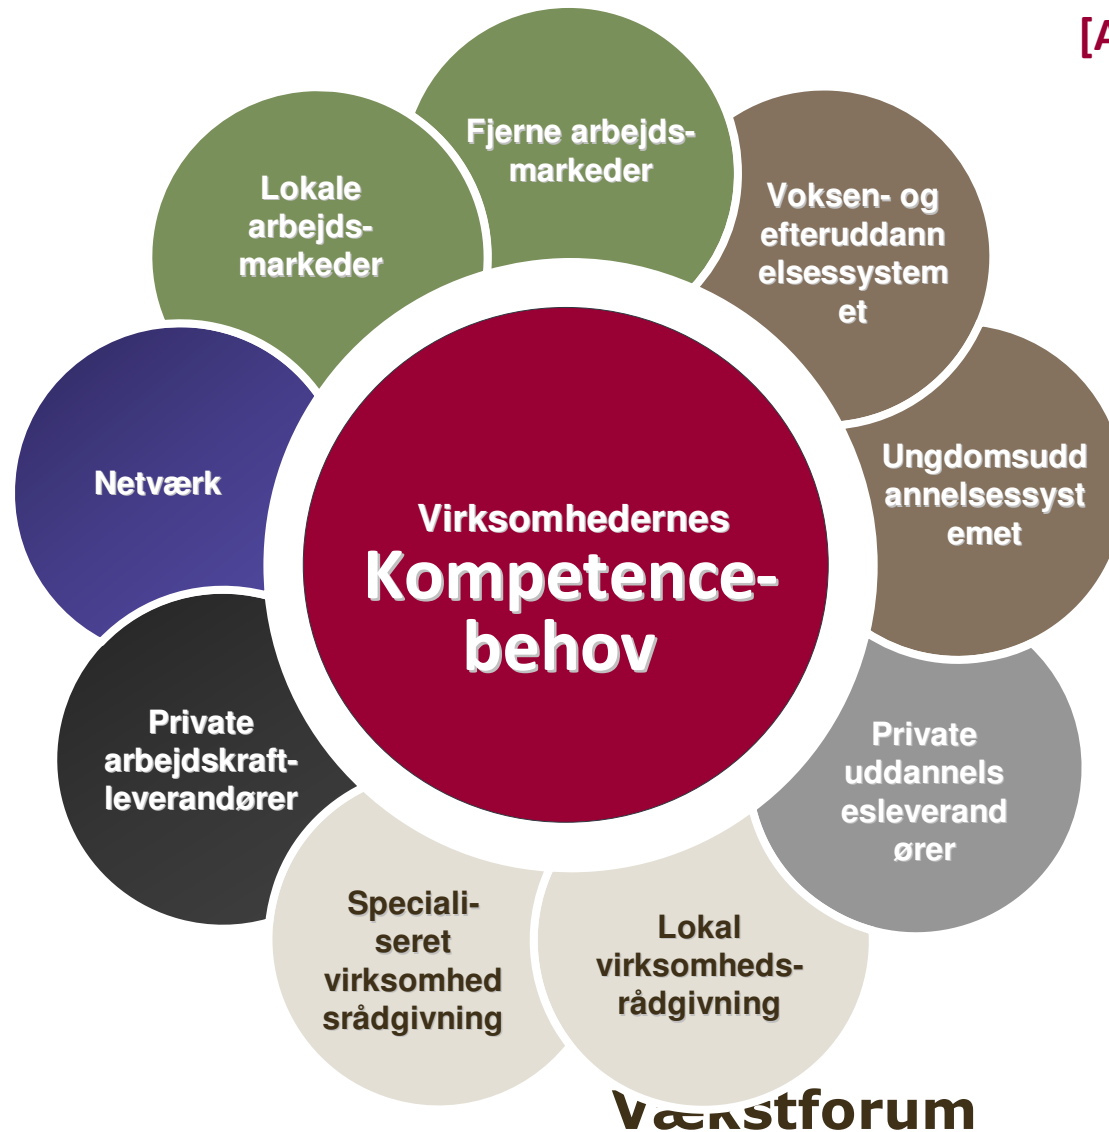 [A
Fjerne arbejds-
markeder
Voksen- og
efteruddann
elsessystem
et
Ungdomsudd
annelsessyst
emet
Private
uddannels
esleverand
ører
Lokal
virksomheds-
rådgivning
Speciali-
seret
virksomhed
srådgivning
Private
arbejdskraft-
leverandører
Netværk
Lokale
arbejds-
markeder
Virksomhedernes
Kompetence-
behov
Vækstforum